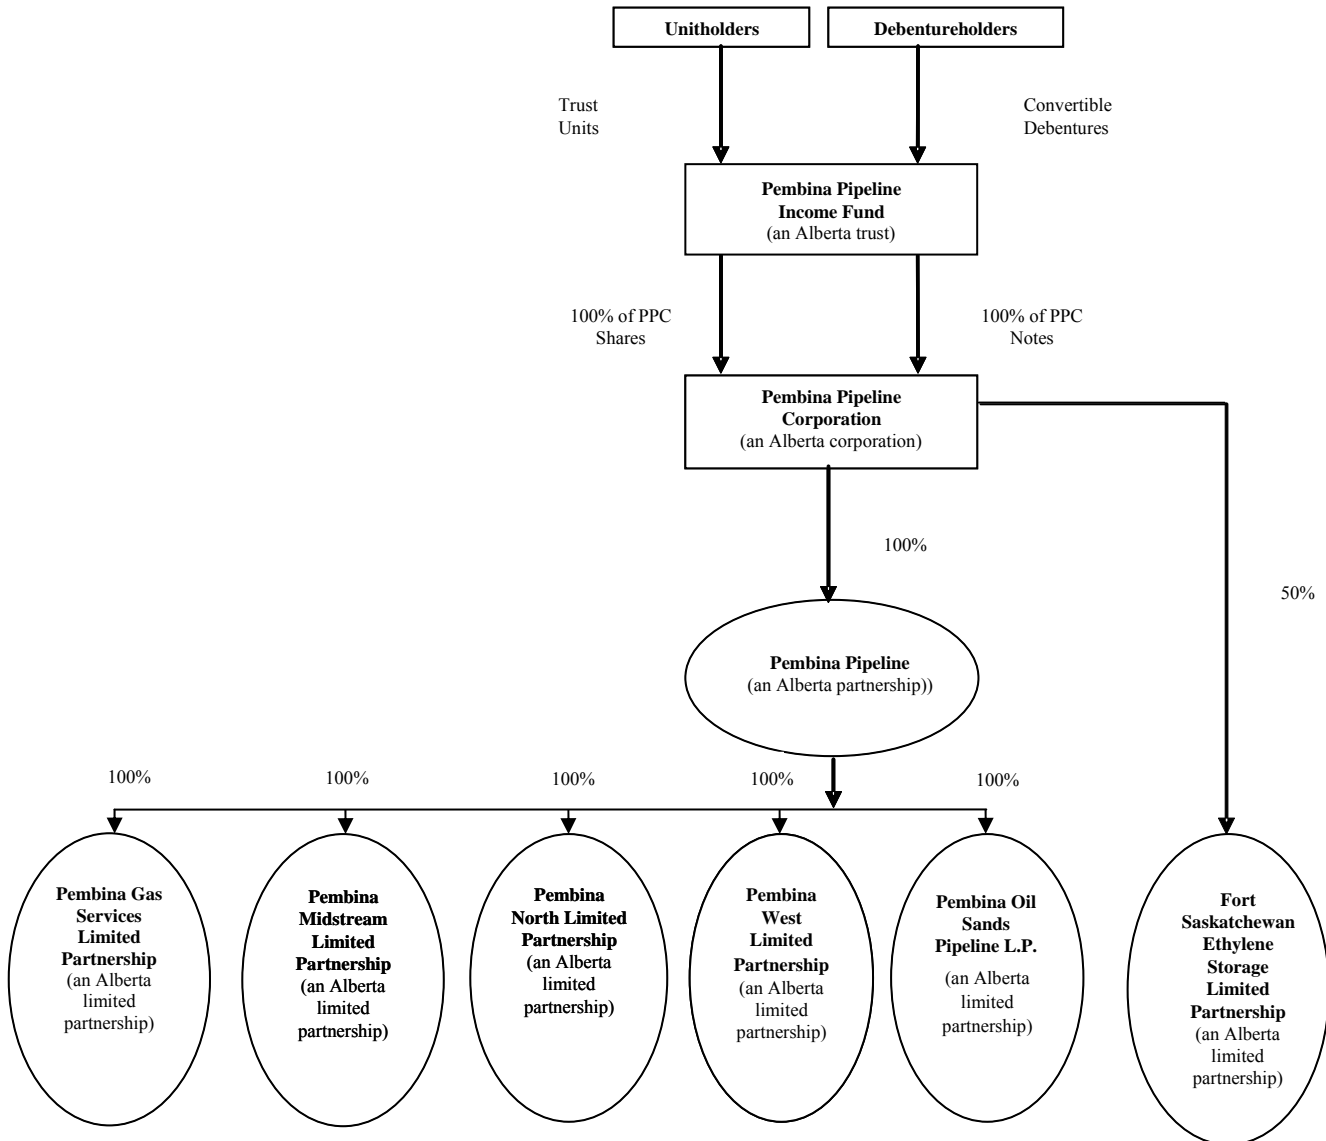 Unitholders
Debentureholders
Trust
Units
Convertible
Debentures
Pembina Pipeline
Income Fund
(an Alberta trust)
100% of PPC
Shares
100% of PPC
Notes
Pembina Pipeline
Corporation
(an Alberta corporation)
100%
50%
Pembina Pipeline
(an Alberta partnership))
100%
100%
100%
100%
100%
Pembina Gas
Services
Limited
Partnership
(an Alberta
limited
partnership)
Pembina
Midstream
Limited
Partnership
(an Alberta
limited
partnership)
Pembina
North Limited
Partnership
(an Alberta
limited
partnership)
Pembina
West
Limited
Partnership
(an Alberta
limited
partnership)
Pembina Oil
Sands
Pipeline L.P.
(an Alberta
limited
partnership)
Fort
Saskatchewan
Ethylene
Storage
Limited
Partnership
(an Alberta
limited
partnership)